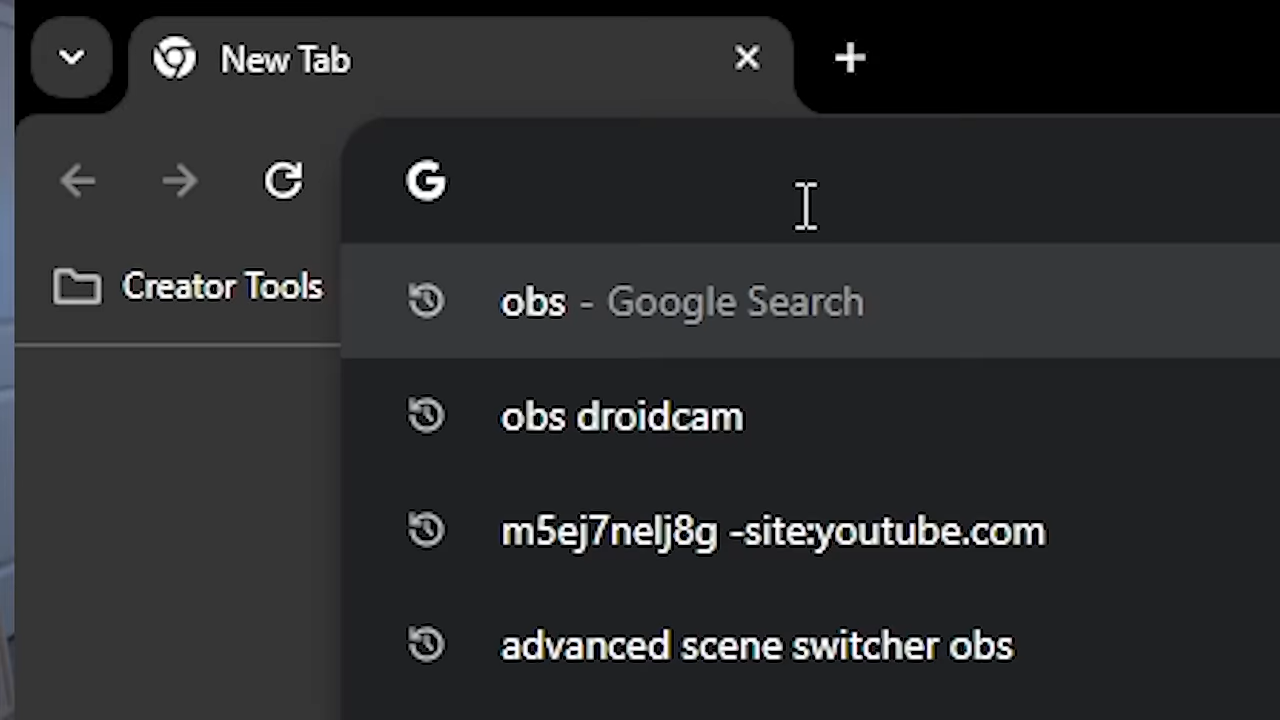 New Tab
Creator Tools
obs - Google Search
obs droidcam
m5ej7nelj8g -site:youtube.com
advanced scene switcher obs